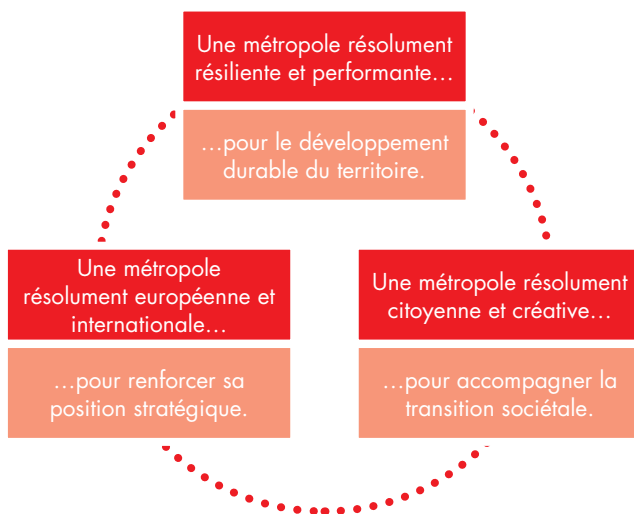 Une métropole résolument
résiliente et performante…
…pour le développement
durable du territoire.
Une métropole
résolument européenne et
internationale…
…pour renforcer sa
position stratégique.
Une métropole résolument
citoyenne et créative…
…pour accompagner la
transition sociétale.